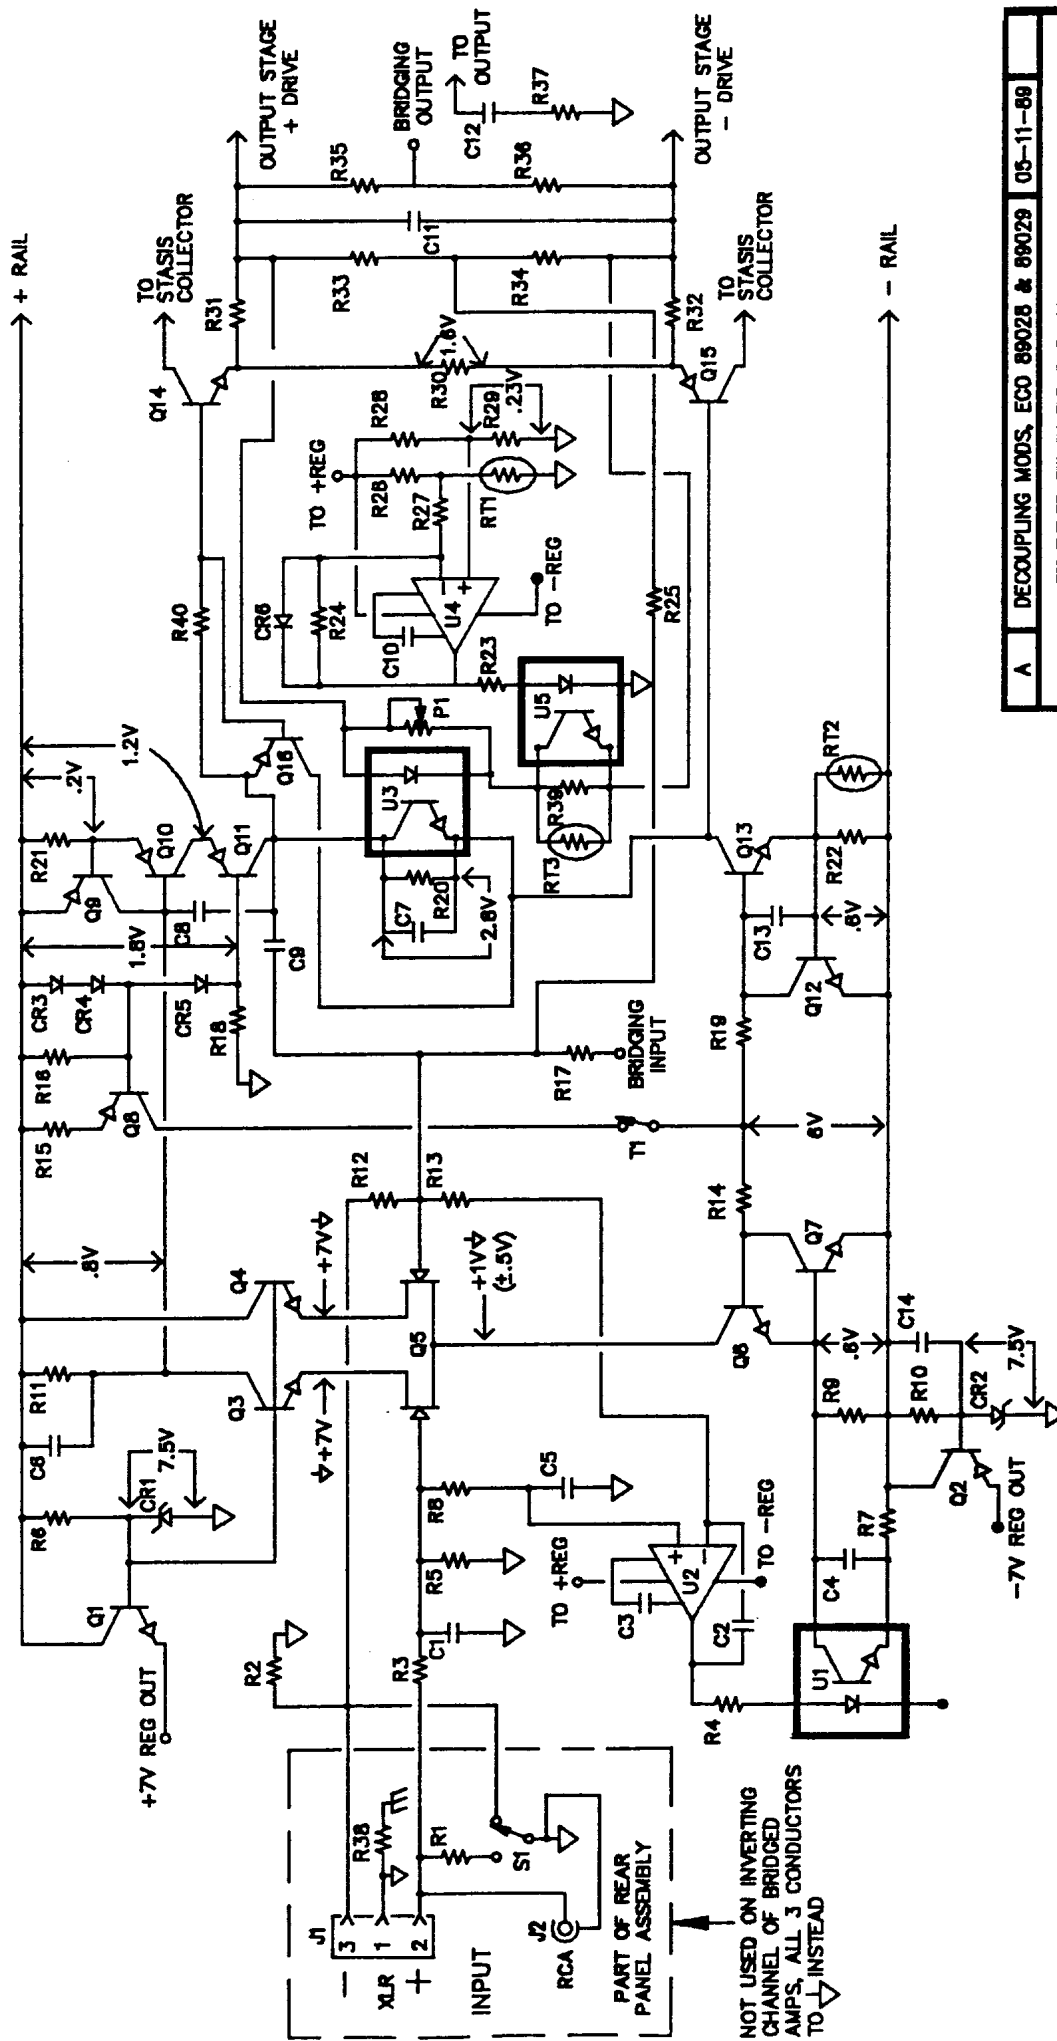 + RAIL
TO
STASIS
COLLECTOR
OUTPUT STAGE
+ DRIVE
R6
C6
R11
.8V
R15
R16
CR3
CR4
CR5
1.8V
.2V
1.2V
R21
Q9
Q10
Q11
C8
C9
R18
Q8
Q14
R31
R40
Q16
Q1
+7V REG OUT
CR1
7.5V
Q3
Q4
+7V
+7V
Q5
R12
R13
+1V
(±.5V)
TO +REG
R28
R26
R27
R29
.23V
RT1
CR6
R24
C10
U4
TO -REG
R23
R30
1.6V
R33
R34
R35
R36
C11
BRIDGING
OUTPUT
TO
OUTPUT
C12
R37
OUTPUT STAGE
- DRIVE
R32
Q15
TO
STASIS
COLLECTOR
R25
P1
U3
U5
C7
R20
2.8V
RT3
R39
R17
BRIDGING
INPUT
T1
R2
R3
C1
R5
R8
C5
TO +REG
U2
C3
C2
TO -REG
R4
U1
C4
R7
Q2
-7V REG OUT
R9
.6V
R10
CR2
C14
7.5V
Q6
Q7
R14
6V
R19
Q12
C13
.6V
Q13
R22
RT2
- RAIL
J1
3
1
2
-
XLR
+
INPUT
R38
R1
S1
J2
RCA
PART OF REAR
PANEL ASSEMBLY
NOT USED ON INVERTING
CHANNEL OF BRIDGED
AMPS, ALL 3 CONDUCTORS
TO INSTEAD
A DECOUPLING MODS, ECO 89028 & 89029 05-11-89